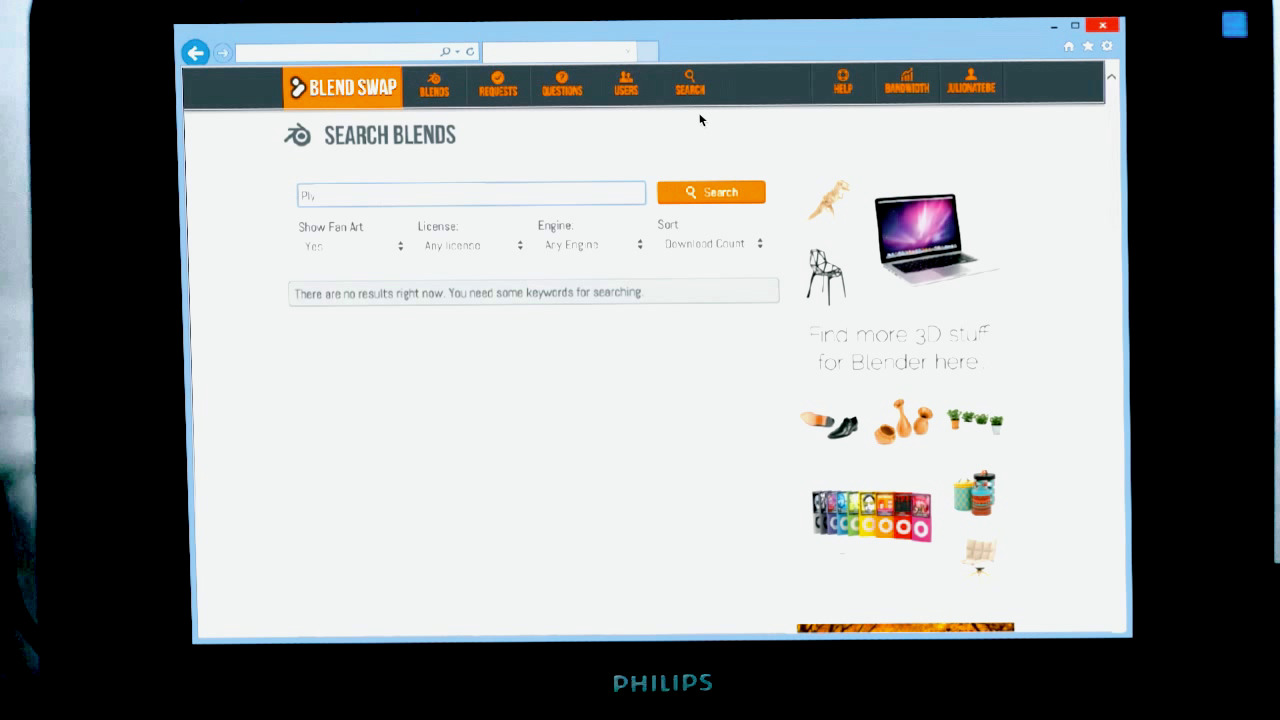 BLEND SWAP
BLENDS
REQUESTS
QUESTIONS
USERS
SEARCH
HELP
BANDWIDTH
JULIONATERE
SEARCH BLENDS
Ply
Search
Show Fan Art
License:
Engine:
Sort
Yes
Any license
Any Engine
Download Count
There are no results right now. You need some keywords for searching.
Find more 3D stuff
for Blender here.
PHILIPS